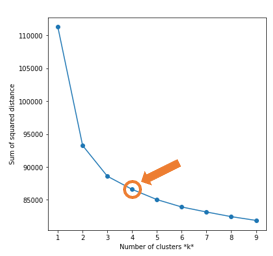 110000
105000
100000
95000
90000
85000
Sum of squared distance
1 2 3 4 5 6 7 8 9
Number of clusters *k*